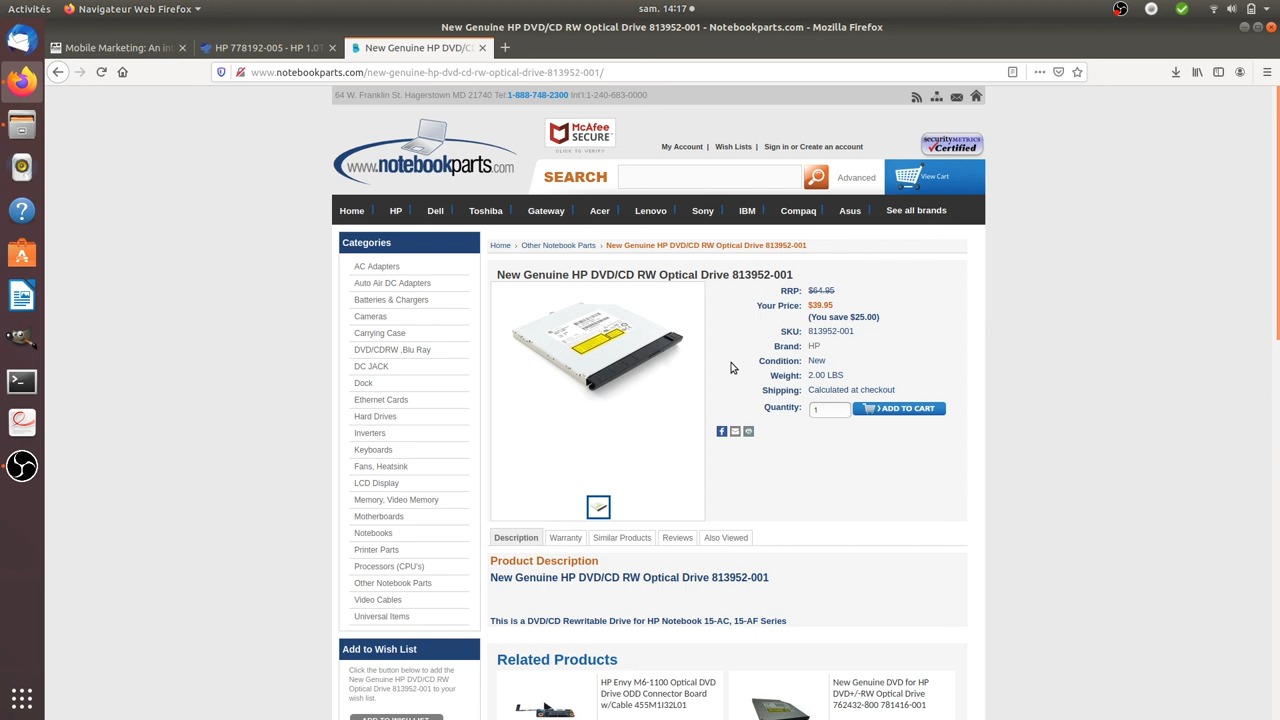 Activities
Firefox Web Browser
sam. 14:15
New Genuine HP DVD/CD RW Optical Drive 813952-001 - notebookparts.com - Mozilla Firefox
HP 778192-005 - HP 1.0T
New Genuine HP DVD/C
www.notebookparts.com/new-genuine-hp-dvd-cd-rw-optical-drive-813952-001/
64 W. Franklin St. Hagerstown MD 21740 Tel:1-888-748-2300 Int'l:1-240-683-0000
www.notebookparts.com
McAfee
SECURE
CLICK TO VERIFY
My Account | Wish Lists | Sign in or Create an account
security METRICS
Certified
SEARCH
Advanced
View Cart
Home HP Dell Toshiba Gateway Acer Lenovo Sony IBM Compaq Asus See all brands
Categories
AC Adapters
Auto Air DC Adapters
Batteries & Chargers
Cameras
Carrying Case
DVD/CDRW ,Blu Ray
DC JACK
Dock
Ethernet Cards
Hard Drives
Inverters
Keyboards
Fans, Heatsink
LCD Display
Memory, Video Memory
Motherboards
Notebooks
Printer Parts
Processors (CPU's)
Other Notebook Parts
Video Cables
Universal Items
Add to Wish List
Click the button below to add the
New Genuine HP DVD/CD RW
Optical Drive 813952-001 to your
wish list.
ADD TO WISH LIST
Home › Other Notebook Parts › New Genuine HP DVD/CD RW Optical Drive 813952-001
New Genuine HP DVD/CD RW Optical Drive 813952-001
RRP: $64.95
Your Price: $39.95
(You save $25.00)
SKU: 813952-001
Brand: HP
Condition: New
Weight: 2.00 LBS
Shipping: Calculated at checkout
Quantity: 1 ADD TO CART
Description Warranty Similar Products Reviews Also Viewed
Product Description
New Genuine HP DVD/CD RW Optical Drive 813952-001
This is a DVD/CD Rewritable Drive for HP Notebook 15-AC, 15-AF Series
Related Products
HP Envy M6-1100 Optical DVD
Drive ODD Connector Board
w/Cable 455M1I32L01
New Genuine DVD for HP
DVD+/-RW Optical Drive
762432-800 781416-001